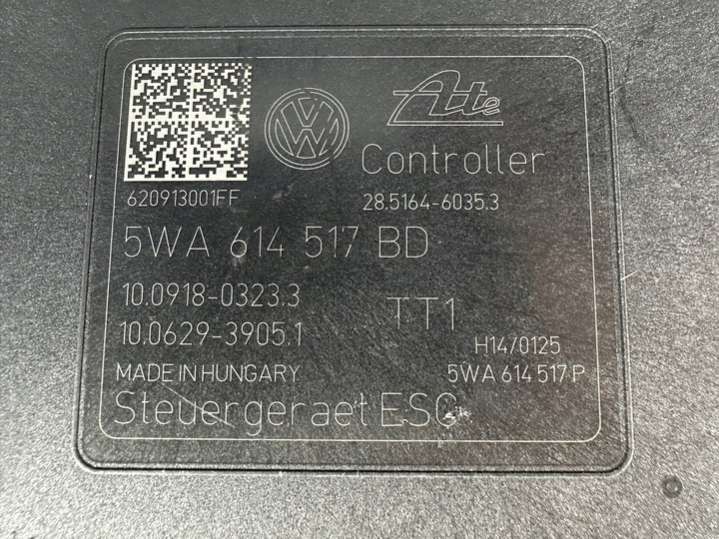 Ate
Controller
620913001FF
28.5164-6035.3
5WA 614 517 BD
10.0918-0323.3
TT1
10.0629-3905.1
H14/0125
MADE IN HUNGARY
5WA 614 517 P
Steuergeraet ESC